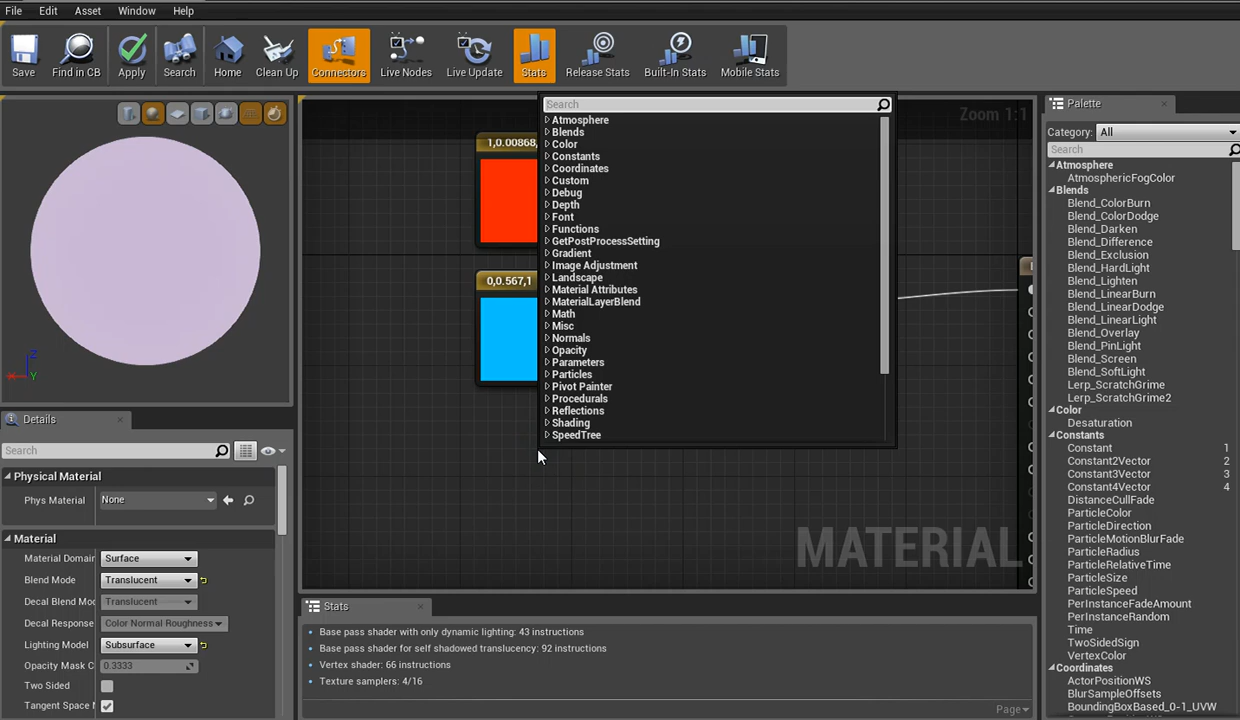 File Edit Asset Window Help
Save Find in CB Apply Search Home Clean Up Connectors Live Nodes Live Update Stats Release Stats Built-In Stats Mobile Stats
Z
X
Y
Details
Search
Physical Material
Phys Material None
Material
Material Domain Surface
Blend Mode Translucent
Decal Blend Mo Translucent
Decal Response Color Normal Roughness
Lighting Model Subsurface
Opacity Mask C 0.3333
Two Sided
Tangent Space
1,0.00868,
0,0.567,1
Zoom 1:1
Search
Atmosphere
Blends
Color
Constants
Coordinates
Custom
Debug
Depth
Font
Functions
GetPostProcessSetting
Gradient
Image Adjustment
Landscape
Material Attributes
MaterialLayerBlend
Math
Misc
Normals
Opacity
Parameters
Particles
Pivot Painter
Procedurals
Reflections
Shading
SpeedTree
MATERIAL
Stats
Base pass shader with only dynamic lighting: 43 instructions
Base pass shader for self shadowed translucency: 92 instructions
Vertex shader: 66 instructions
Texture samplers: 4/16
Page
Palette
Category: All
Search
Atmosphere
AtmosphericFogColor
Blends
Blend_ColorBurn
Blend_ColorDodge
Blend_Darken
Blend_Difference
Blend_Exclusion
Blend_HardLight
Blend_Lighten
Blend_LinearBurn
Blend_LinearDodge
Blend_LinearLight
Blend_Overlay
Blend_PinLight
Blend_Screen
Blend_SoftLight
Lerp_ScratchGrime
Lerp_ScratchGrime2
Color
Desaturation
Constants
Constant 1
Constant2Vector 2
Constant3Vector 3
Constant4Vector 4
DistanceCullFade
ParticleColor
ParticleDirection
ParticleMotionBlurFade
ParticleRadius
ParticleRelativeTime
ParticleSize
ParticleSpeed
PerInstanceFadeAmount
PerInstanceRandom
Time
TwoSidedSign
VertexColor
Coordinates
ActorPositionWS
BlurSampleOffsets
BoundingBoxBased_0-1_UVW